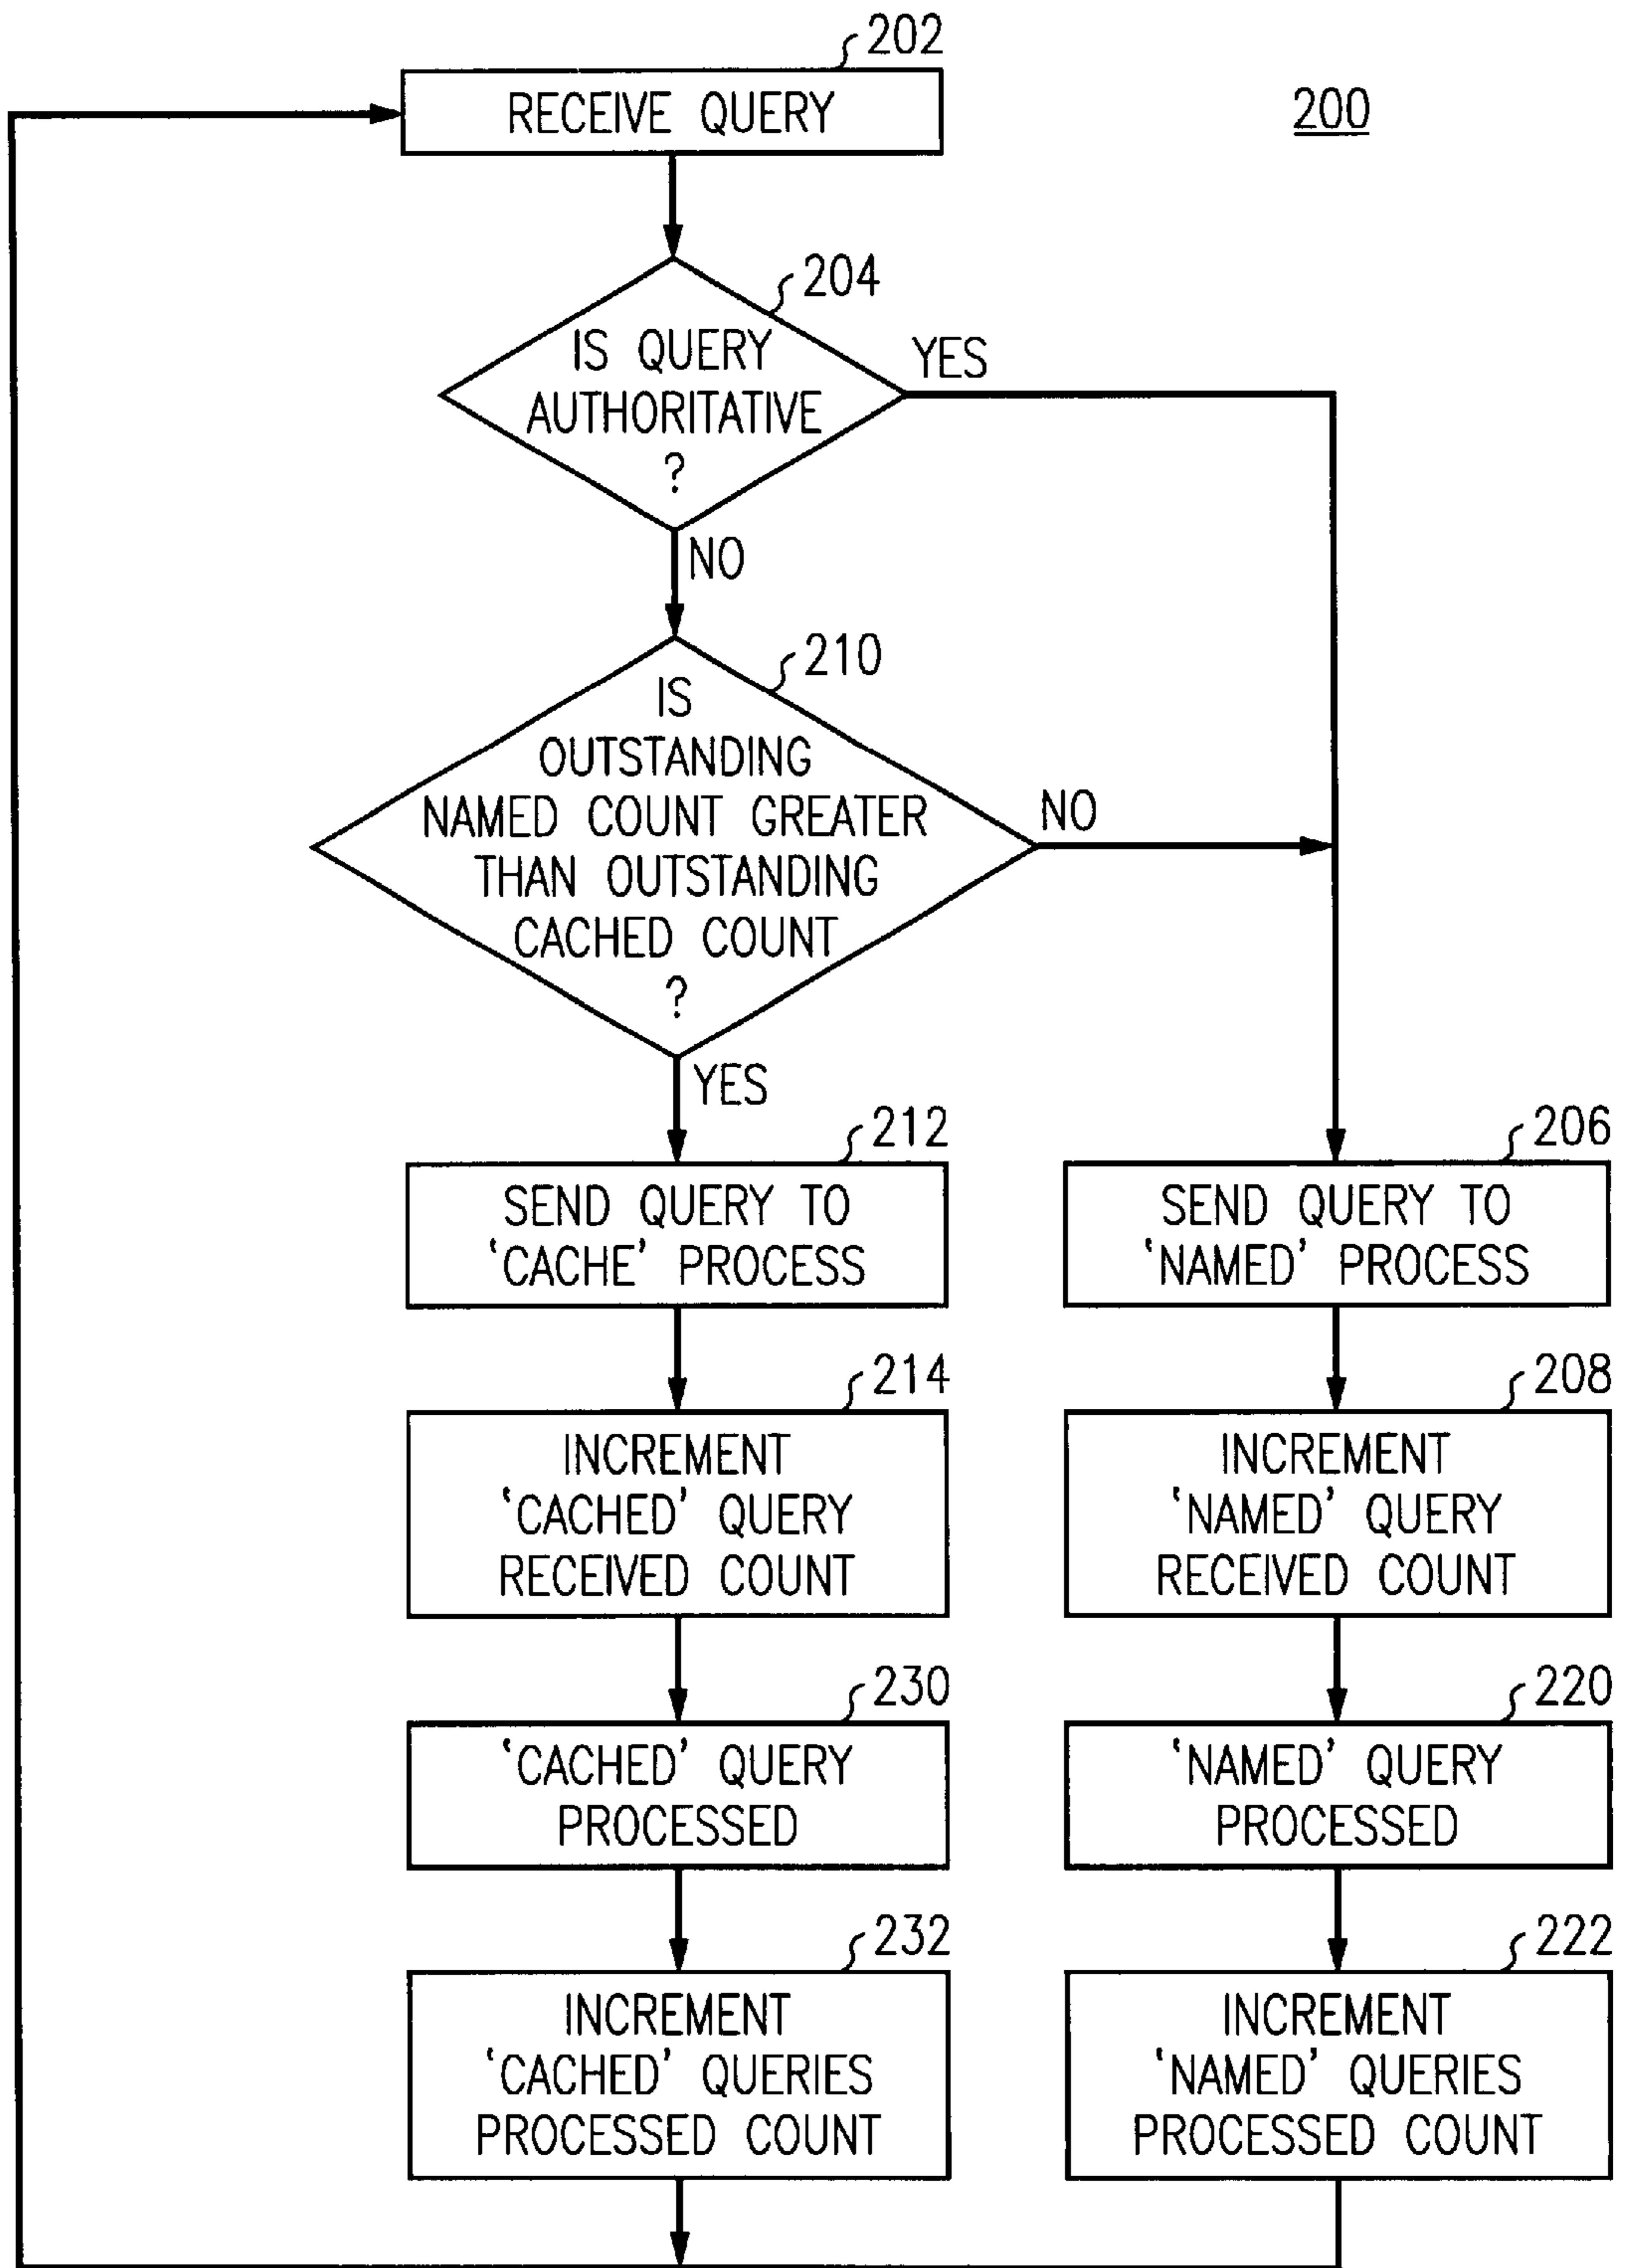 202
RECEIVE QUERY
200
204
IS QUERY
AUTHORITATIVE
?
YES
NO
210
IS
OUTSTANDING
NAMED COUNT GREATER
THAN OUTSTANDING
CACHED COUNT
?
NO
YES
212
SEND QUERY TO
‘CACHE’ PROCESS
206
SEND QUERY TO
‘NAMED’ PROCESS
214
INCREMENT
‘CACHED’ QUERY
RECEIVED COUNT
208
INCREMENT
‘NAMED’ QUERY
RECEIVED COUNT
230
‘CACHED’ QUERY
PROCESSED
220
‘NAMED’ QUERY
PROCESSED
232
INCREMENT
‘CACHED’ QUERIES
PROCESSED COUNT
222
INCREMENT
‘NAMED’ QUERIES
PROCESSED COUNT